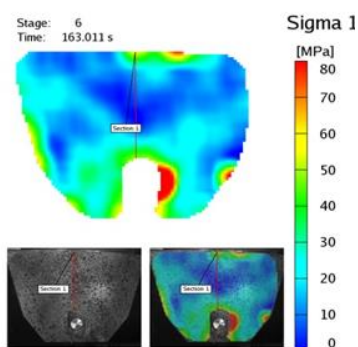 Stage: 6
Time: 163.011 s
Sigma 1
[MPa]
80
70
60
50
40
30
20
10
0
Section 1
Section 1
Section 1